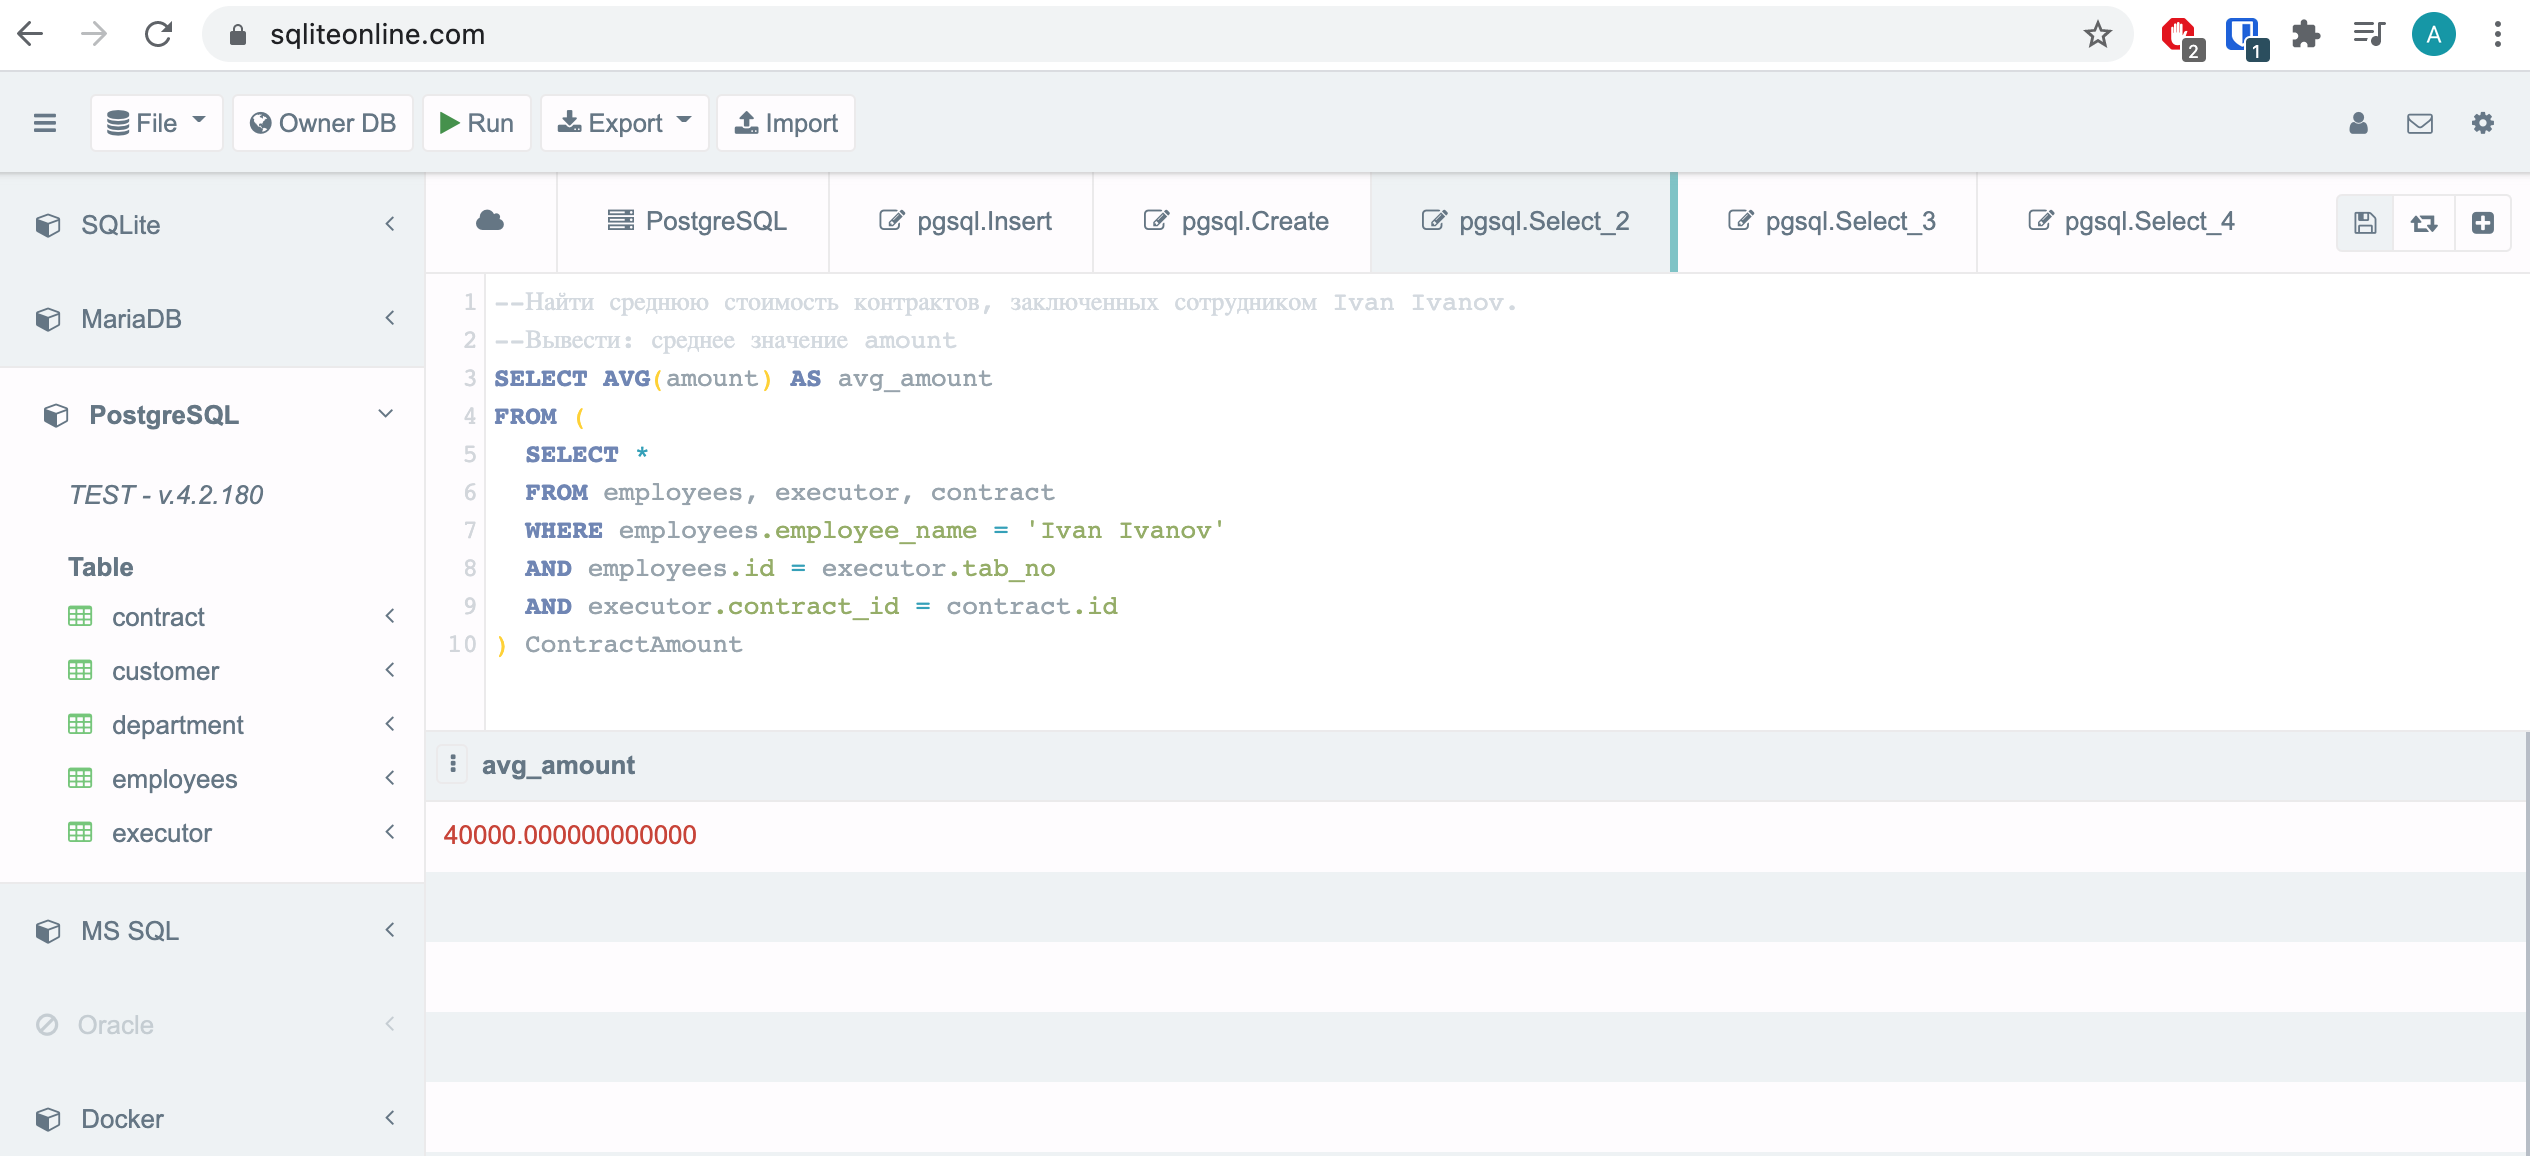 sqliteonline.com
2
1
A
File
Owner DB
Run
Export
Import
SQLite
MariaDB
PostgreSQL
TEST - v.4.2.180
Table
contract
customer
department
employees
executor
MS SQL
Oracle
Docker
PostgreSQL
pgsql.Insert
pgsql.Create
pgsql.Select_2
pgsql.Select_3
pgsql.Select_4
1 --Найти среднюю стоимость контрактов, заключенных сотрудником Ivan Ivanov.
2 --Вывести: среднее значение amount
3 SELECT AVG(amount) AS avg_amount
4 FROM (
5 SELECT *
6 FROM employees, executor, contract
7 WHERE employees.employee_name = 'Ivan Ivanov'
8 AND employees.id = executor.tab_no
9 AND executor.contract_id = contract.id
10 ) ContractAmount
avg_amount
40000.000000000000